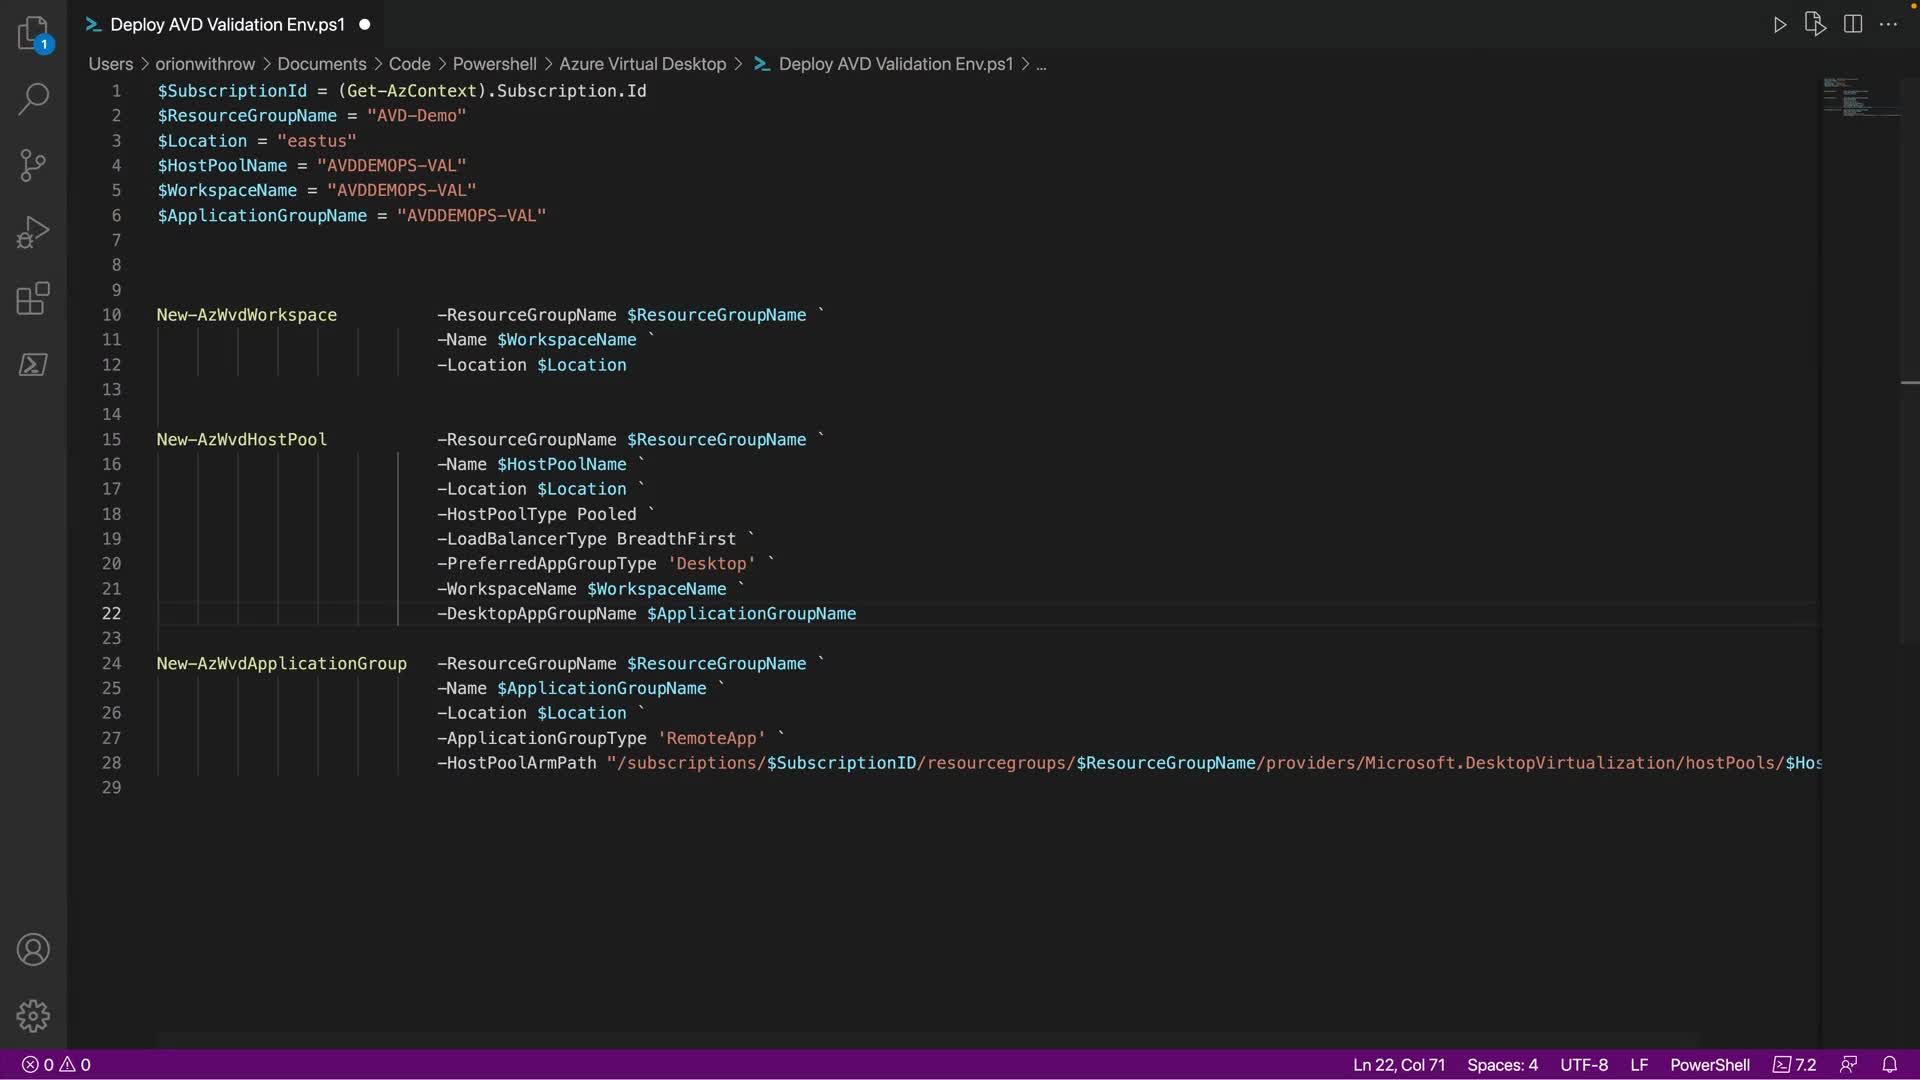 Deploy AVD Validation Env.ps1
Users > orionwithrow > Documents > Code > Powershell > Azure Virtual Desktop > Deploy AVD Validation Env.ps1 > ...
1
1 $SubscriptionId = (Get-AzContext).Subscription.Id
2 $ResourceGroupName = "AVD-Demo"
3 $Location = "eastus"
4 $HostPoolName = "AVDDEMOPS-VAL"
5 $WorkspaceName = "AVDDEMOPS-VAL"
6 $ApplicationGroupName = "AVDDEMOPS-VAL"
7
8
9
10 New-AzWvdWorkspace -ResourceGroupName $ResourceGroupName `
11 -Name $WorkspaceName `
12 -Location $Location
13
14
15 New-AzWvdHostPool -ResourceGroupName $ResourceGroupName `
16 -Name $HostPoolName `
17 -Location $Location `
18 -HostPoolType Pooled `
19 -LoadBalancerType BreadthFirst `
20 -PreferredAppGroupType 'Desktop' `
21 -WorkspaceName $WorkspaceName `
22 -DesktopAppGroupName $ApplicationGroupName
23
24 New-AzWvdApplicationGroup -ResourceGroupName $ResourceGroupName `
25 -Name $ApplicationGroupName `
26 -Location $Location `
27 -ApplicationGroupType 'RemoteApp' `
28 -HostPoolArmPath "/subscriptions/$SubscriptionID/resourcegroups/$ResourceGroupName/providers/Microsoft.DesktopVirtualization/hostPools/$Hos
29
0 0 Ln 22, Col 71 Spaces: 4 UTF-8 LF PowerShell 7.2